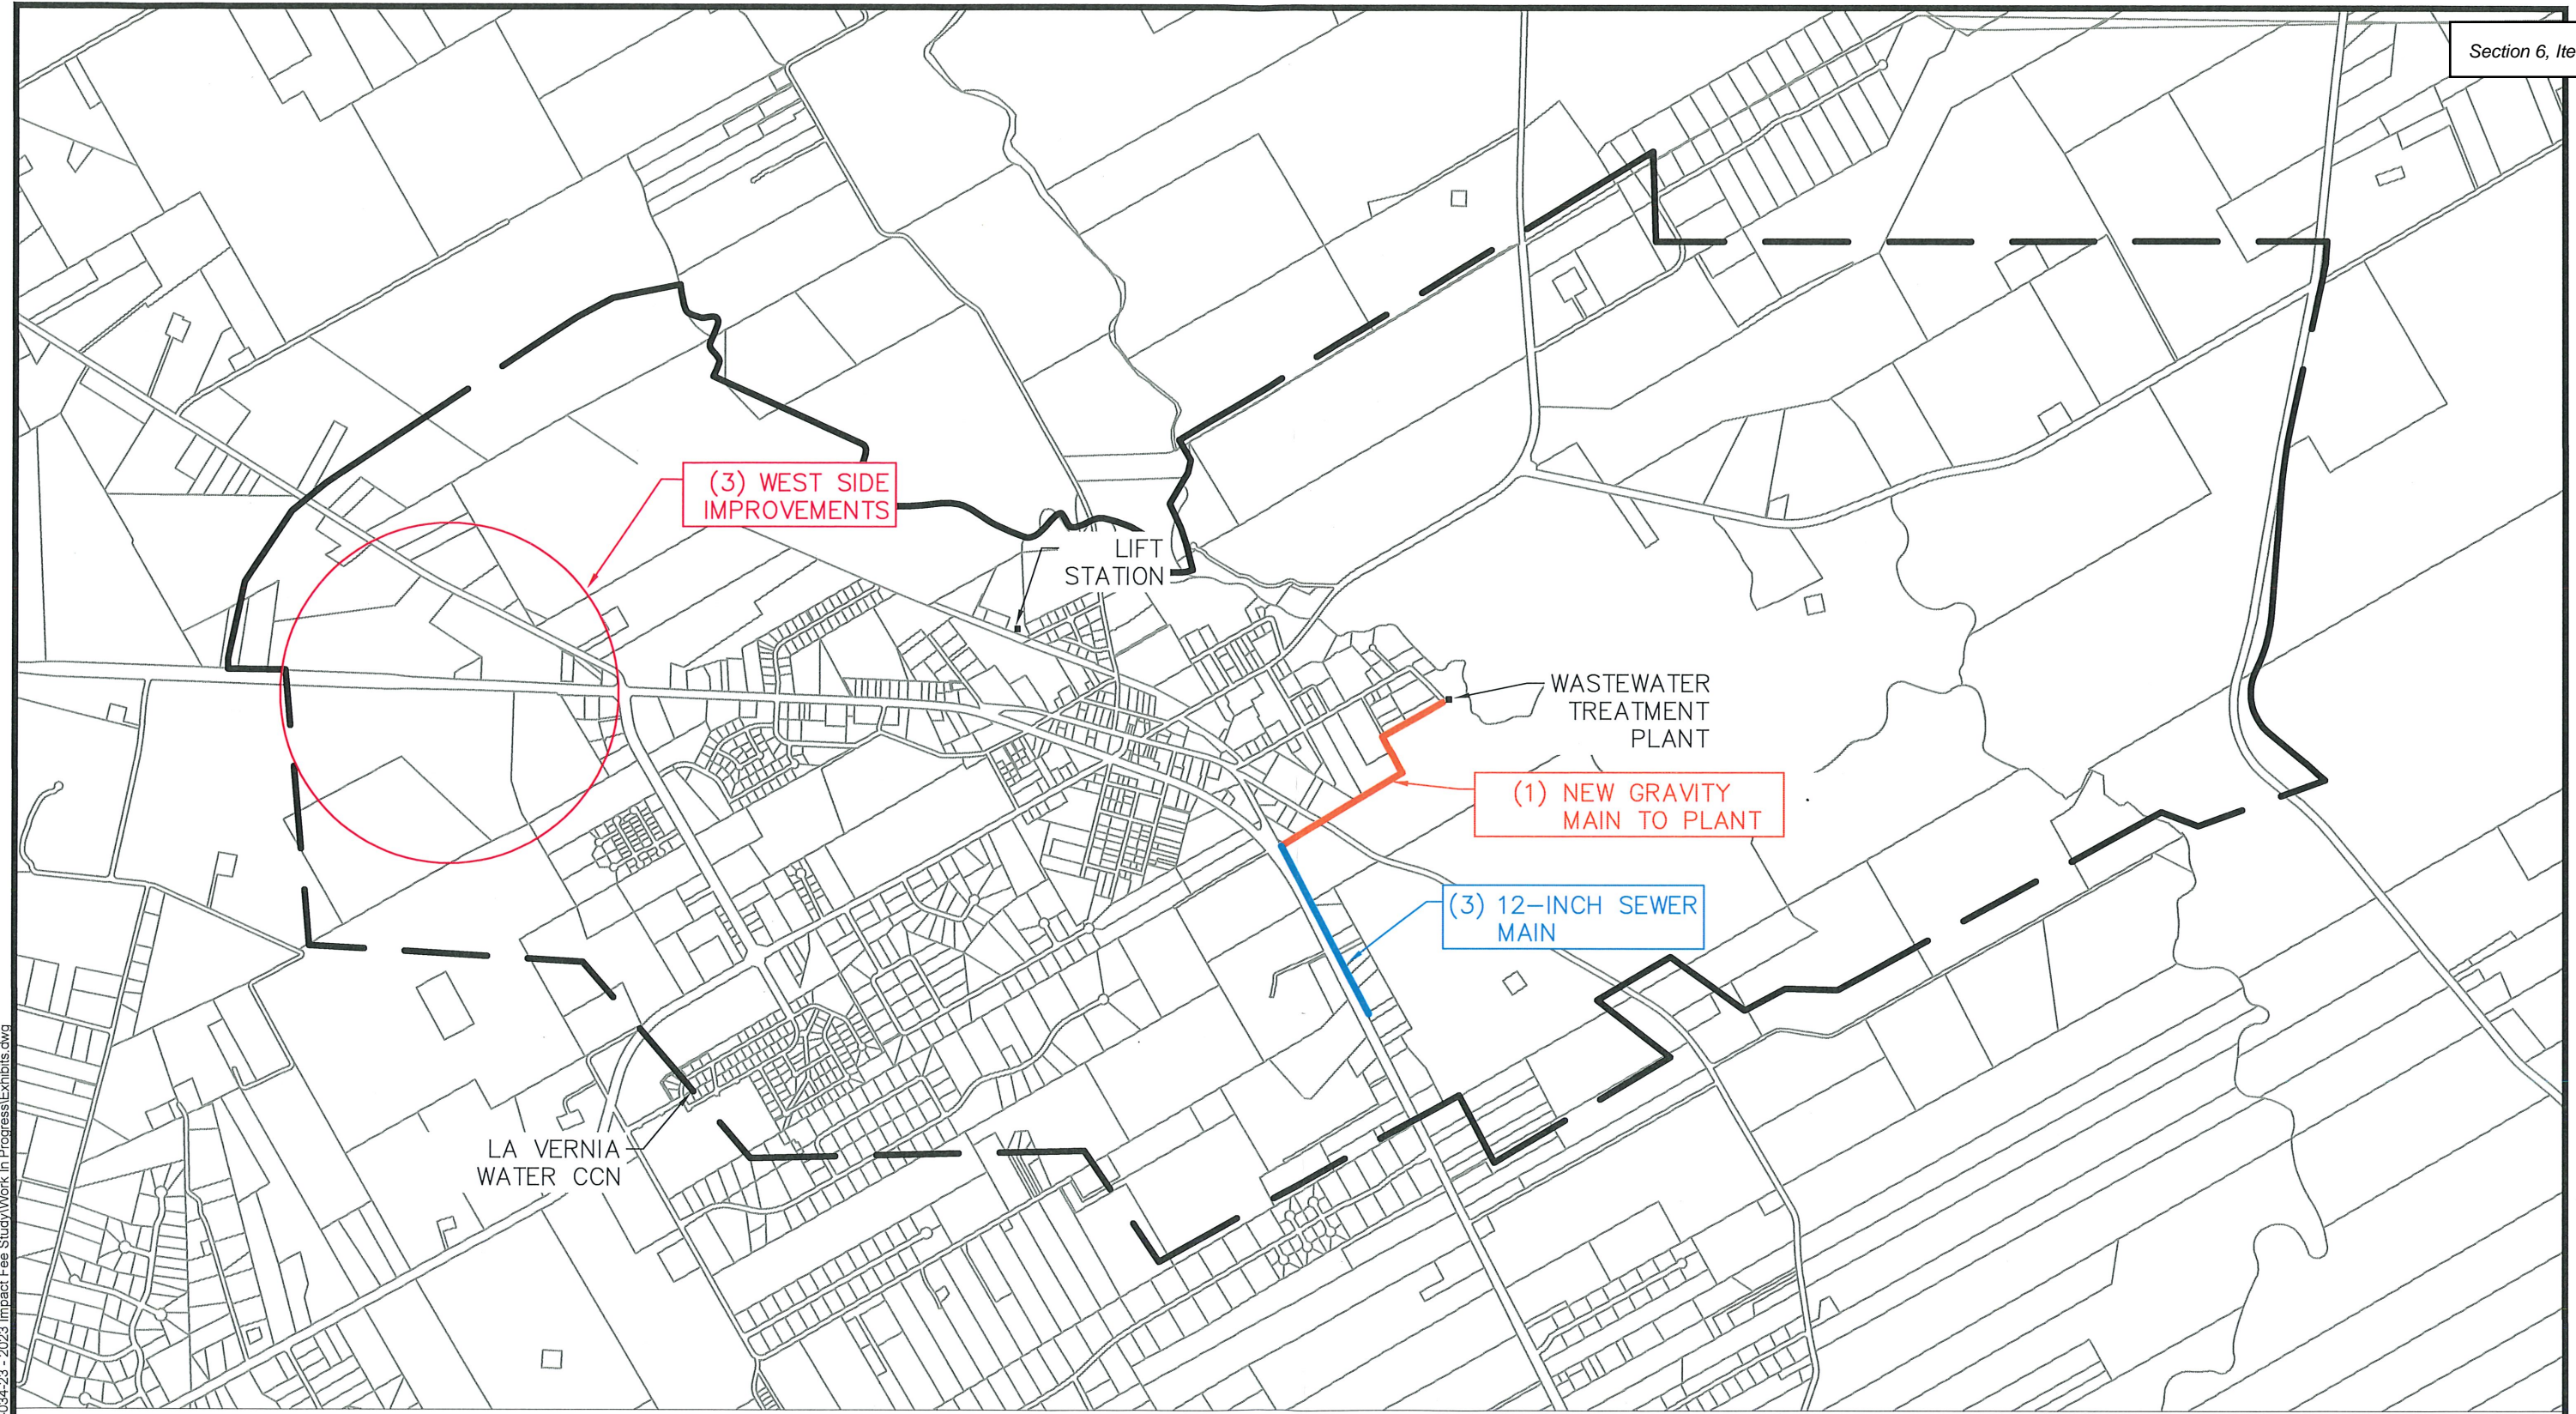 Section 6, Ite
(3) WEST SIDE
IMPROVEMENTS
LIFT
STATION
WASTEWATER
TREATMENT
PLANT
(1) NEW GRAVITY
MAIN TO PLANT
(3) 12-INCH SEWER
MAIN
LA VERNIA
WATER CCN
034-23 - 2023 Impact Fee Study\Work In Progress\Exhibits.dwg